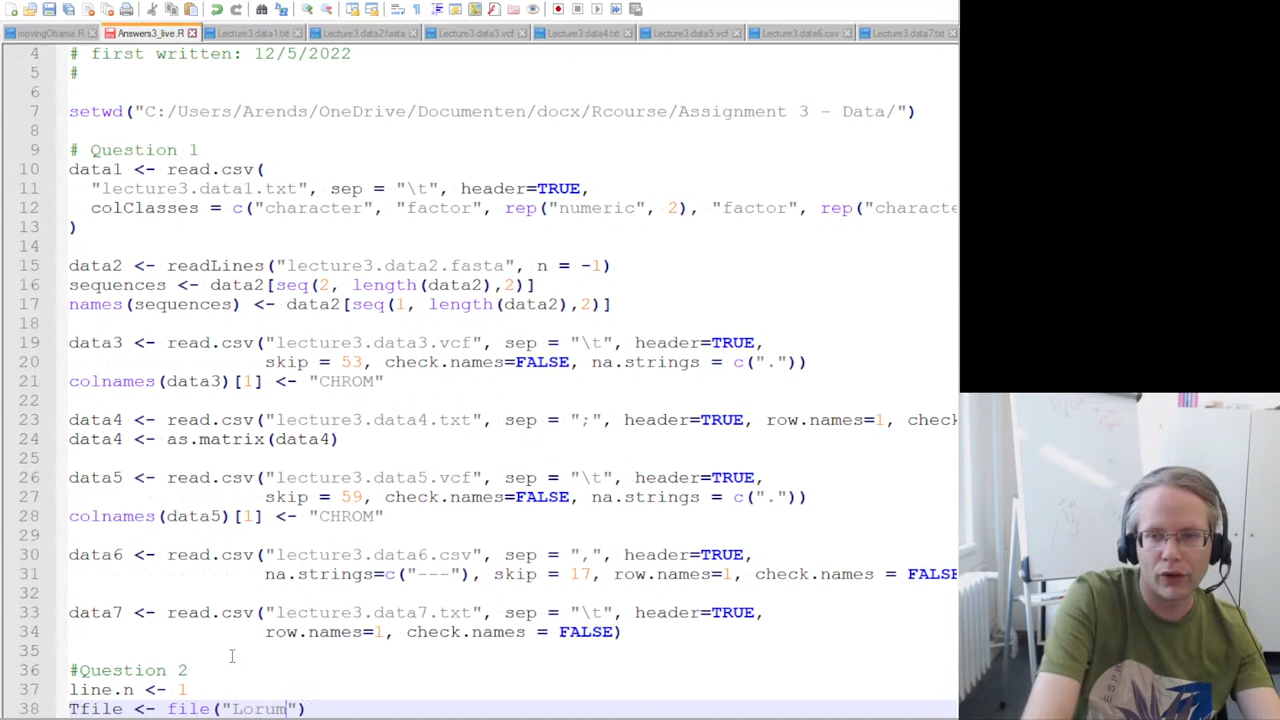 movingObama.R Answers3_live.R Lecture3.data1.txt Lecture3.data2.fasta Lecture3.data3.vcf Lecture3.data4.txt Lecture3.data5.vcf Lecture3.data6.csv Lecture3.data7.txt
4 # first written: 12/5/2022
5 #
6
7 setwd("C:/Users/Arends/OneDrive/Documenten/docx/Rcourse/Assignment 3 - Data/")
8
9 # Question 1
10 data1 <- read.csv(
11 "lecture3.data1.txt", sep = "\t", header=TRUE,
12 colClasses = c("character", "factor", rep("numeric", 2), "factor", rep("characte
13 )
14
15 data2 <- readLines("lecture3.data2.fasta", n = -1)
16 sequences <- data2[seq(2, length(data2),2)]
17 names(sequences) <- data2[seq(1, length(data2),2)]
18
19 data3 <- read.csv("lecture3.data3.vcf", sep = "\t", header=TRUE,
20 skip = 53, check.names=FALSE, na.strings = c("."))
21 colnames(data3)[1] <- "CHROM"
22
23 data4 <- read.csv("lecture3.data4.txt", sep = ";", header=TRUE, row.names=1, chec
24 data4 <- as.matrix(data4)
25
26 data5 <- read.csv("lecture3.data5.vcf", sep = "\t", header=TRUE,
27 skip = 59, check.names=FALSE, na.strings = c("."))
28 colnames(data5)[1] <- "CHROM"
29
30 data6 <- read.csv("lecture3.data6.csv", sep = ",", header=TRUE,
31 na.strings=c("---"), skip = 17, row.names=1, check.names = FALSE
32
33 data7 <- read.csv("lecture3.data7.txt", sep = "\t", header=TRUE,
34 row.names=1, check.names = FALSE)
35
36 #Question 2
37 line.n <- 1
38 Tfile <- file("Lorum")